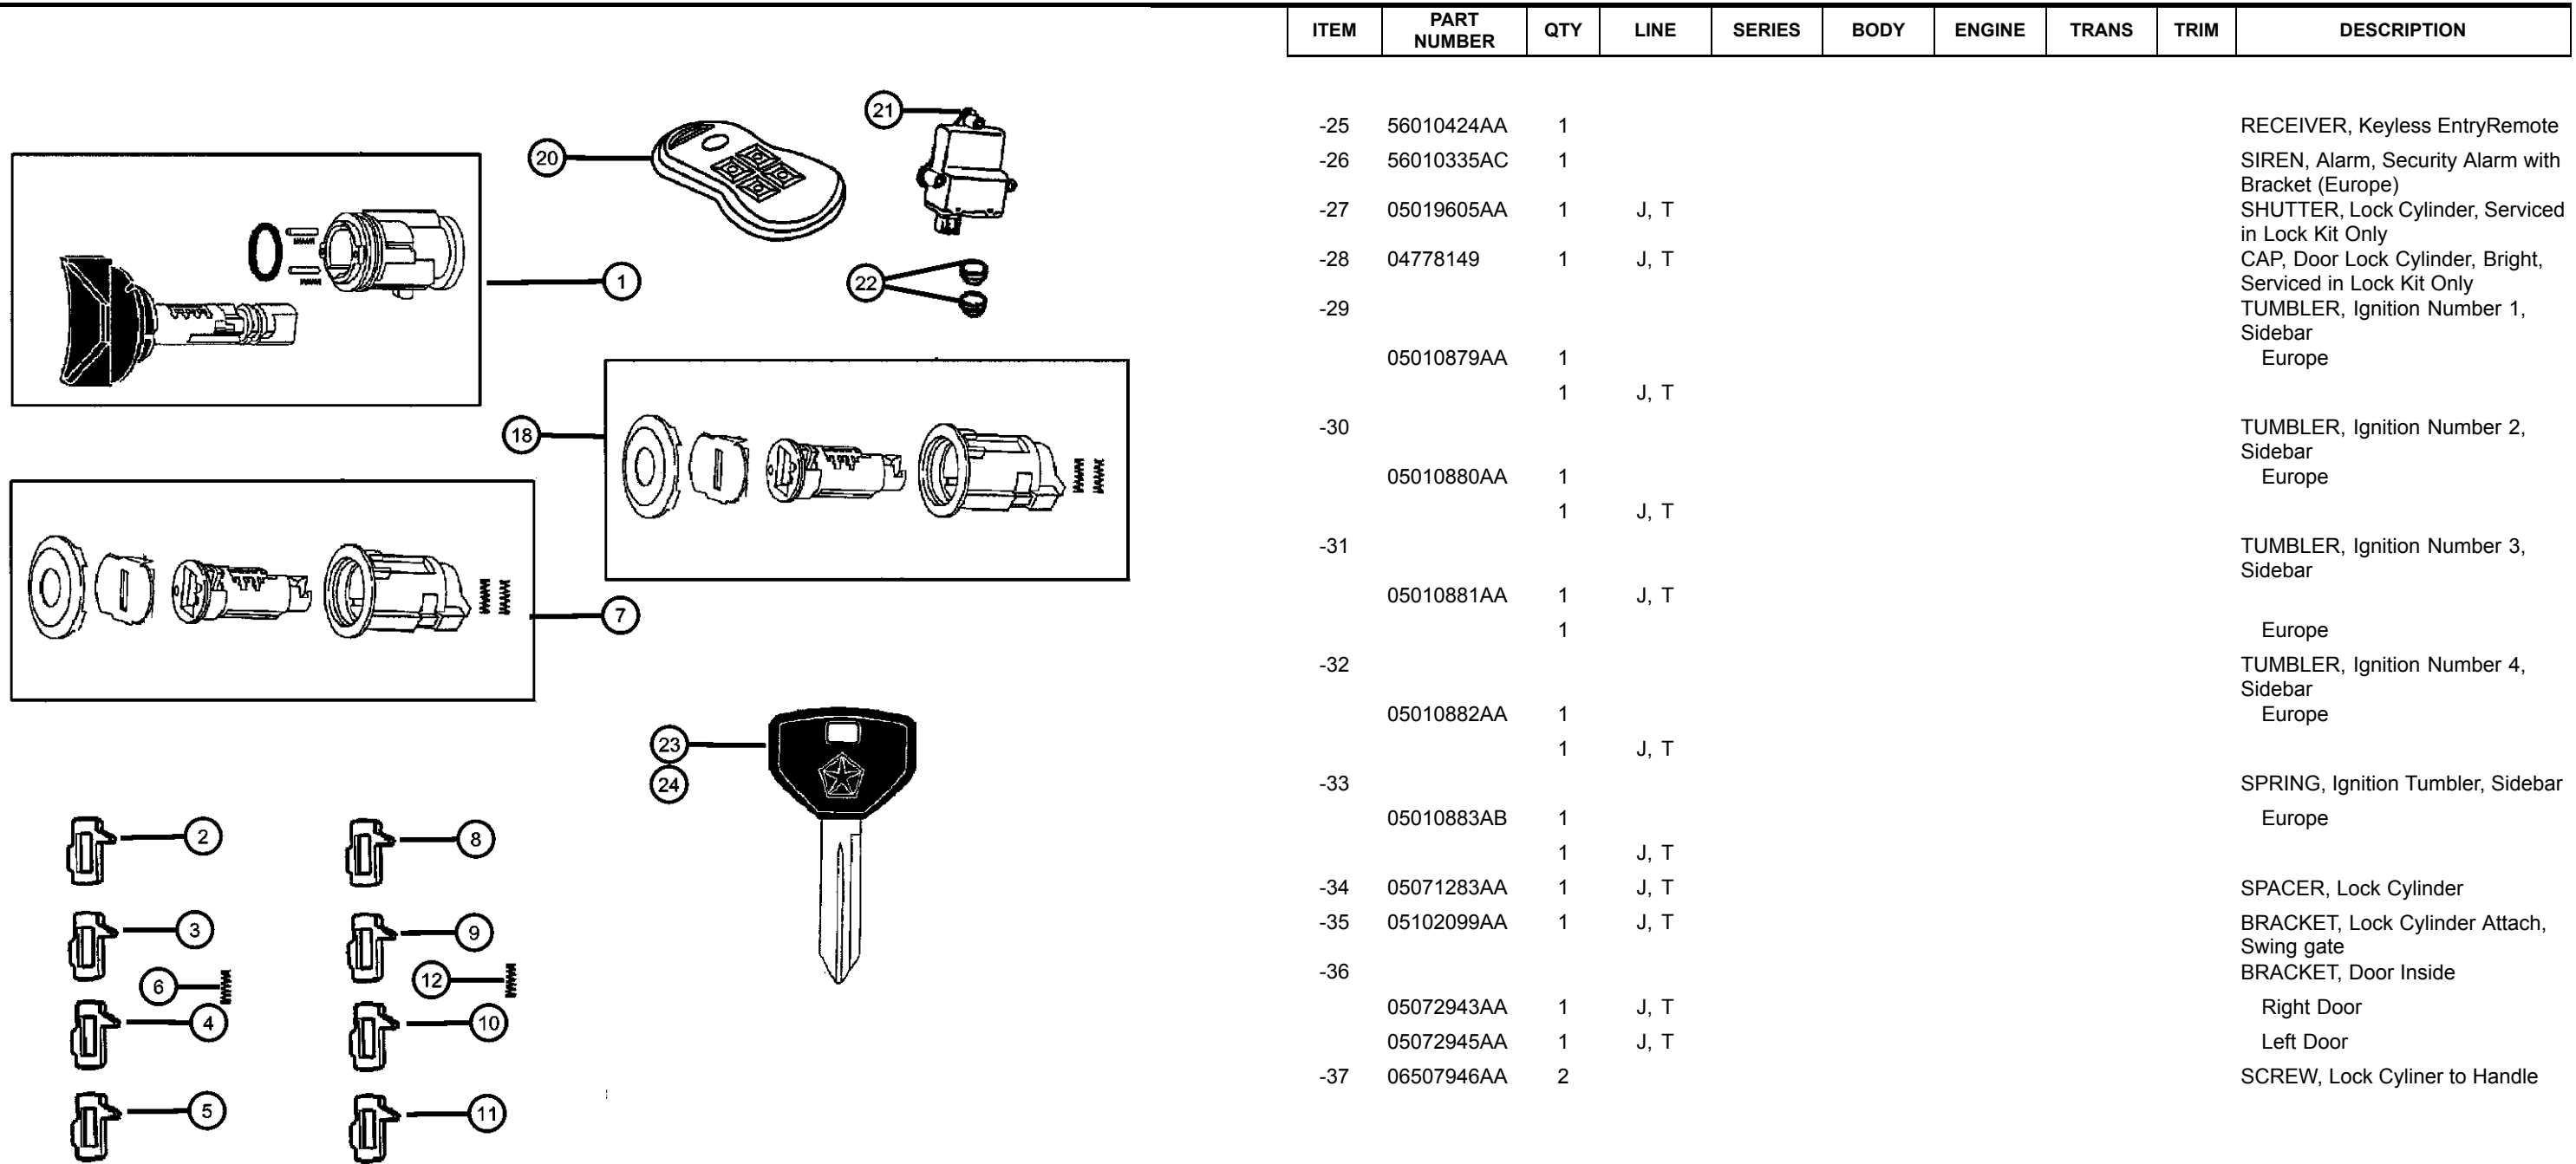 ITEM PART NUMBER QTY LINE SERIES BODY ENGINE TRANS TRIM DESCRIPTION
-25 56010424AA 1 RECEIVER, Keyless EntryRemote
-26 56010335AC 1 SIREN, Alarm, Security Alarm with
Bracket (Europe)
-27 05019605AA 1 J, T SHUTTER, Lock Cylinder, Serviced
in Lock Kit Only
-28 04778149 1 J, T CAP, Door Lock Cylinder, Bright,
Serviced in Lock Kit Only
-29 TUMBLER, Ignition Number 1,
Sidebar
05010879AA 1 Europe
1 J, T
-30 TUMBLER, Ignition Number 2,
Sidebar
05010880AA 1 Europe
1 J, T
-31 TUMBLER, Ignition Number 3,
Sidebar
05010881AA 1 J, T
1 Europe
-32 TUMBLER, Ignition Number 4,
Sidebar
05010882AA 1 Europe
1 J, T
-33 SPRING, Ignition Tumbler, Sidebar
05010883AB 1 Europe
1 J, T
-34 05071283AA 1 J, T SPACER, Lock Cylinder
-35 05102099AA 1 J, T BRACKET, Lock Cylinder Attach,
Swing gate
-36 BRACKET, Door Inside
05072943AA 1 J, T Right Door
05072945AA 1 J, T Left Door
-37 06507946AA 2 SCREW, Lock Cyliner to Handle
21
20
1
22
18
7
23
24
2
8
3
9
6
12
4
10
5
11